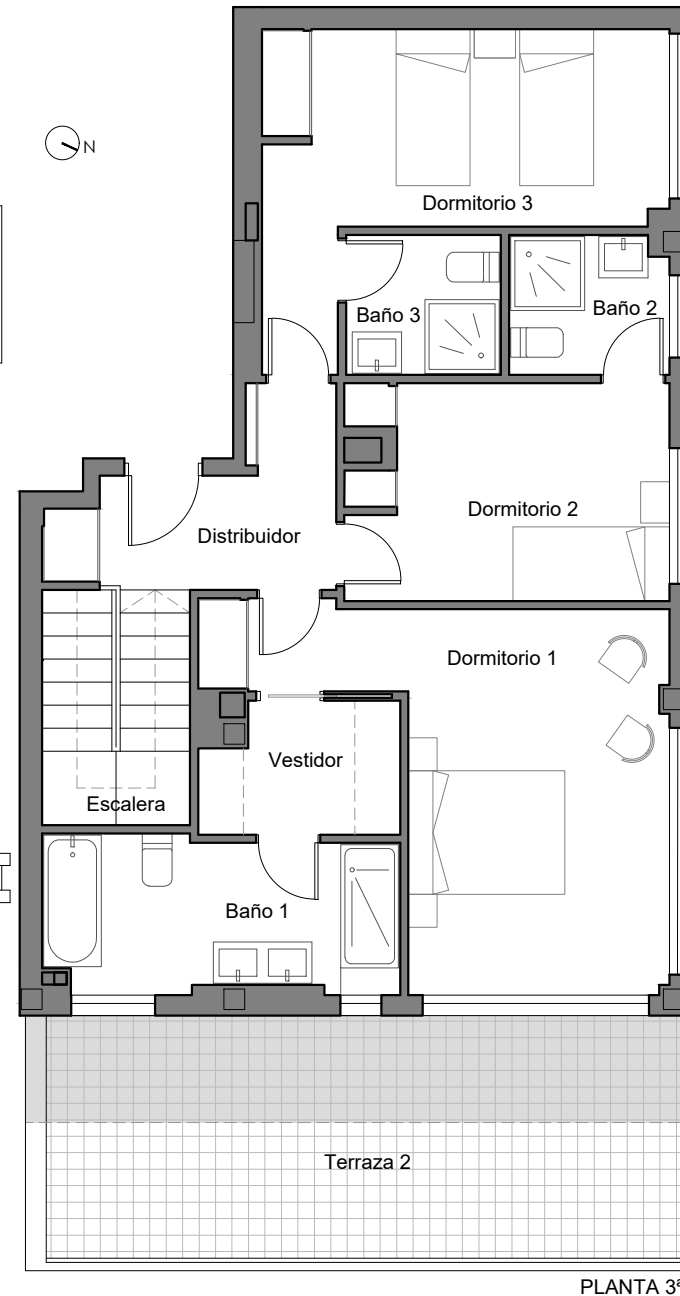 N
Dormitorio 3
Baño 3
Baño 2
Dormitorio 2
Distribuidor
Dormitorio 1
Vestidor
Escalera
Baño 1
Terraza 2
PLANTA 3ª